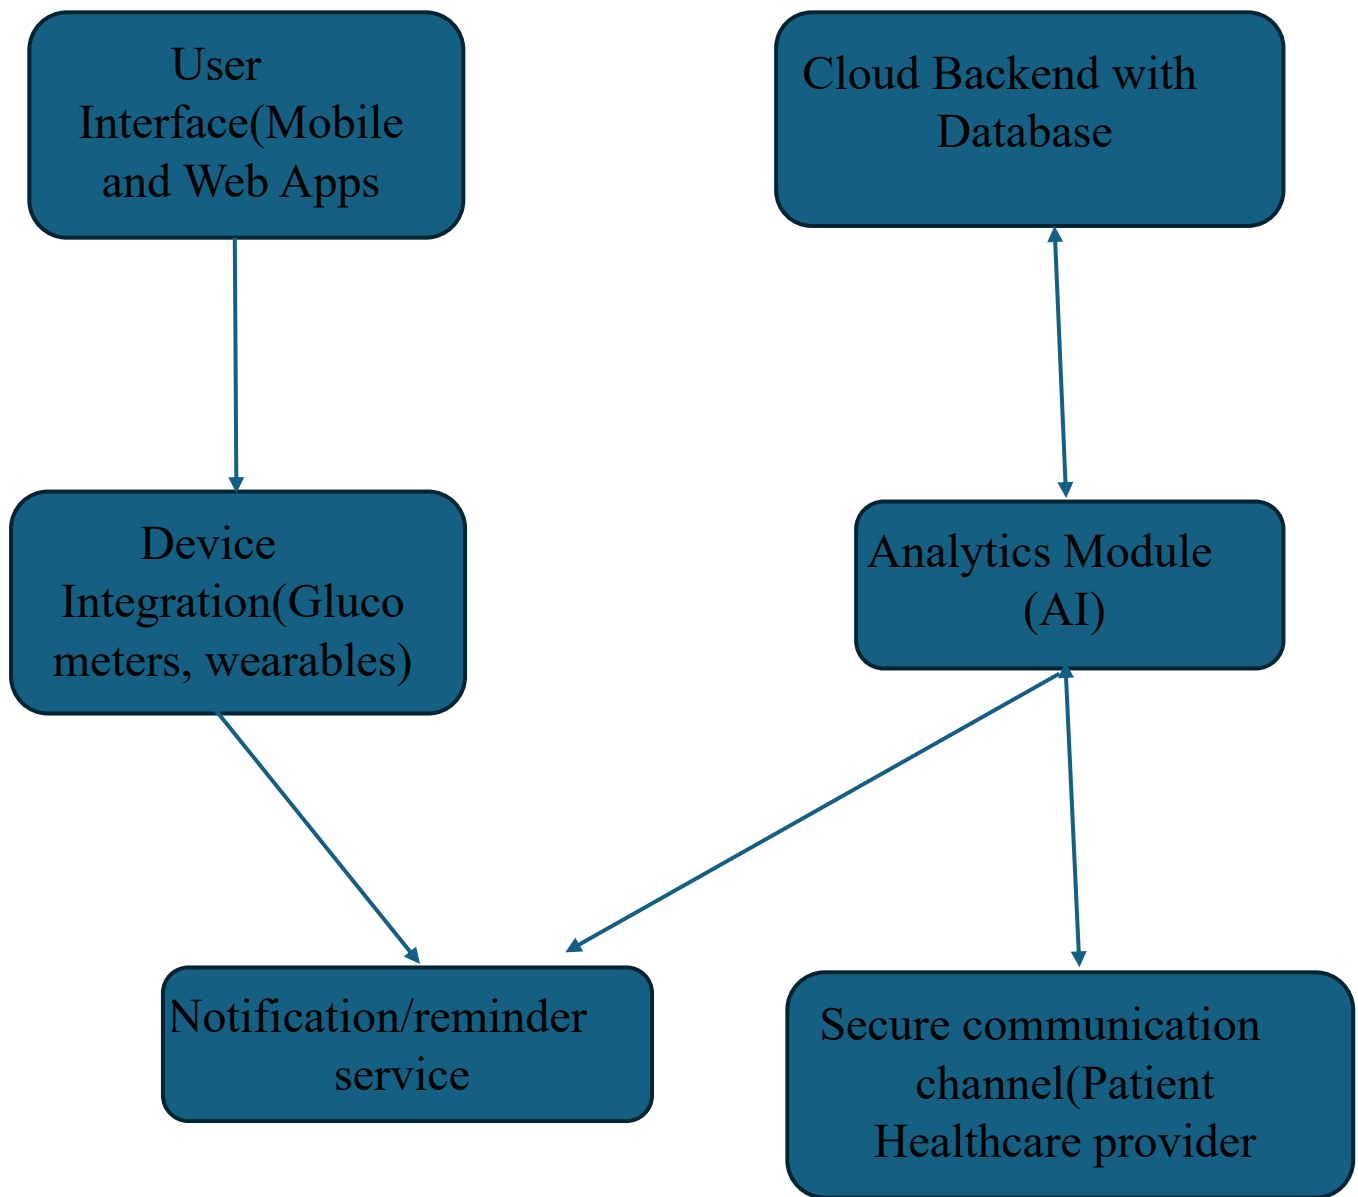 User
Interface(Mobile
and Web Apps
Cloud Backend with
Database
Device
Integration(Gluco
meters, wearables)
Analytics Module
(AI)
Notification/reminder
service
Secure communication
channel(Patient
Healthcare provider